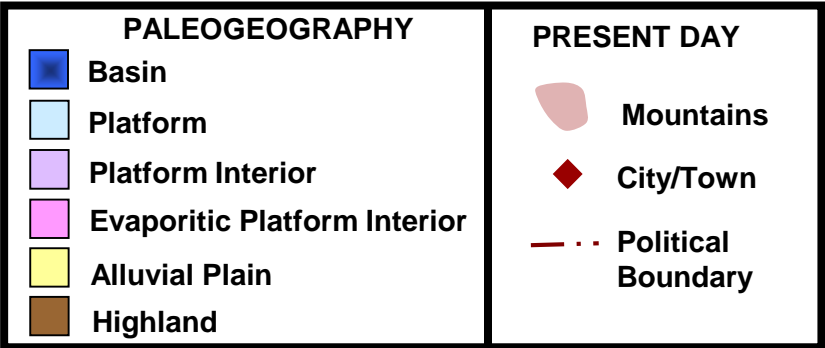 PALEOGEOGRAPHY
Basin
Platform
Platform Interior
Evaporitic Platform Interior
Alluvial Plain
Highland
PRESENT DAY
Mountains
City/Town
Political
Boundary